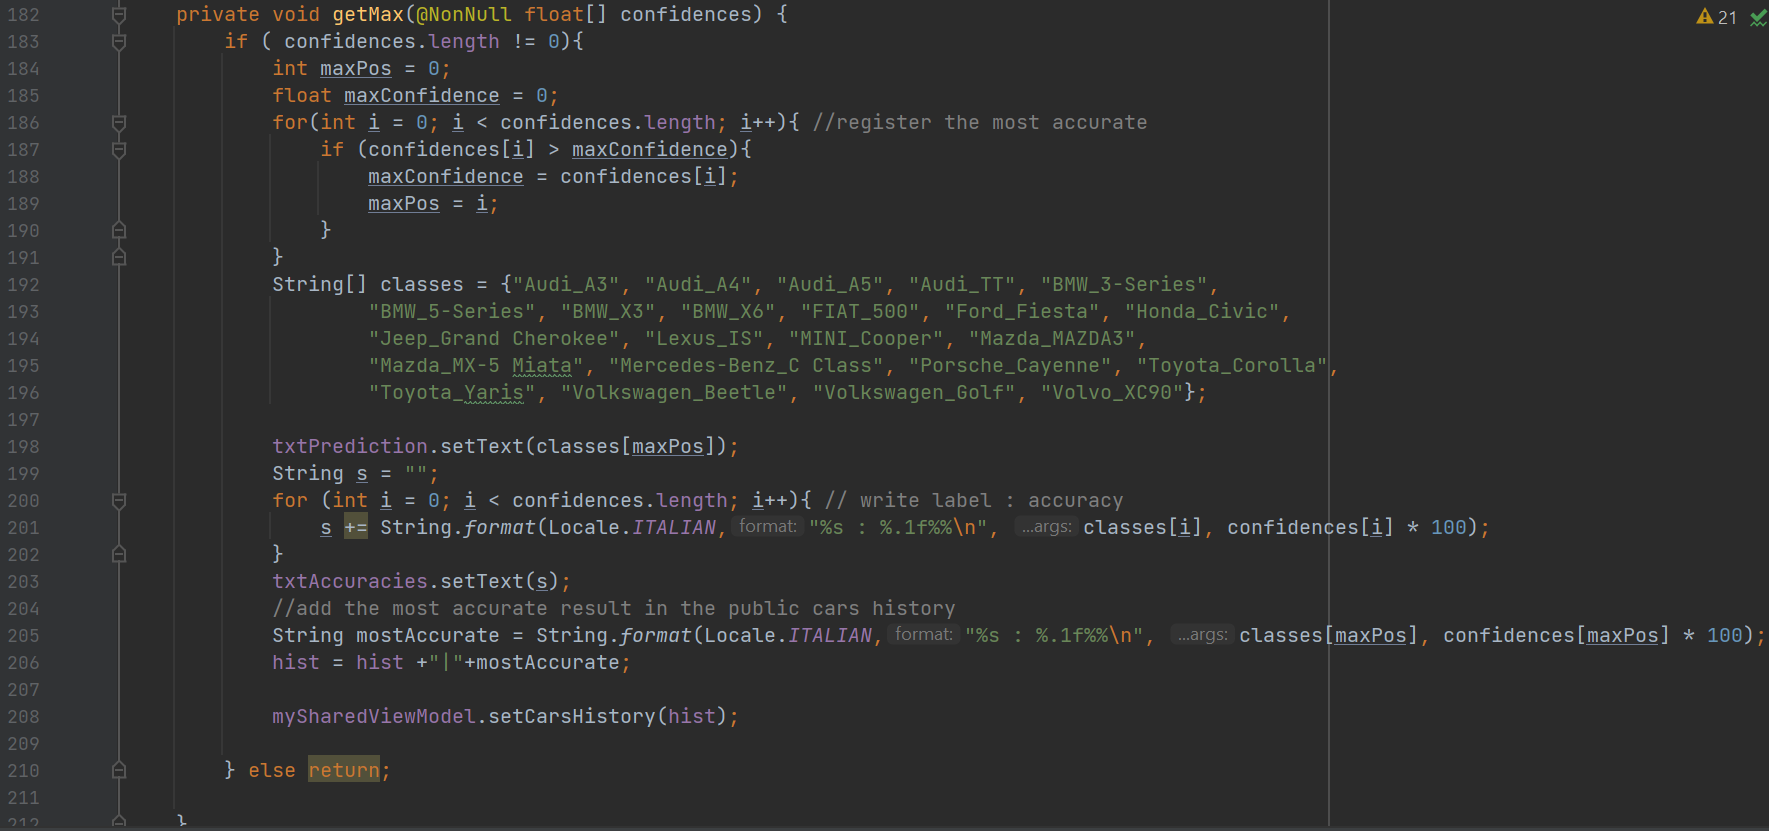 182 private void getMax(@NonNull float[] confidences) {
⚠ 21
183 if ( confidences.length != 0){
184 int maxPos = 0;
185 float maxConfidence = 0;
186 for(int i = 0; i < confidences.length; i++){ //register the most accurate
187 if (confidences[i] > maxConfidence){
188 maxConfidence = confidences[i];
189 maxPos = i;
190 }
191 }
192 String[] classes = {"Audi_A3", "Audi_A4", "Audi_A5", "Audi_TT", "BMW_3-Series",
193 "BMW_5-Series", "BMW_X3", "BMW_X6", "FIAT_500", "Ford_Fiesta", "Honda_Civic",
194 "Jeep_Grand Cherokee", "Lexus_IS", "MINI_Cooper", "Mazda_MAZDA3",
195 "Mazda_MX-5 Miata", "Mercedes-Benz_C Class", "Porsche_Cayenne", "Toyota_Corolla",
196 "Toyota_Yaris", "Volkswagen_Beetle", "Volkswagen_Golf", "Volvo_XC90"};
197
198 txtPrediction.setText(classes[maxPos]);
199 String s = "";
200 for (int i = 0; i < confidences.length; i++){ // write label : accuracy
201 s += String.format(Locale.ITALIAN, format: "%s : %.1f%%\n", ...args: classes[i], confidences[i] * 100);
202 }
203 txtAccuracies.setText(s);
204 //add the most accurate result in the public cars history
205 String mostAccurate = String.format(Locale.ITALIAN, format: "%s : %.1f%%\n", ...args: classes[maxPos], confidences[maxPos] * 100);
206 hist = hist +"|"+mostAccurate;
207
208 mySharedViewModel.setCarsHistory(hist);
209
210 } else return;
211
212 }